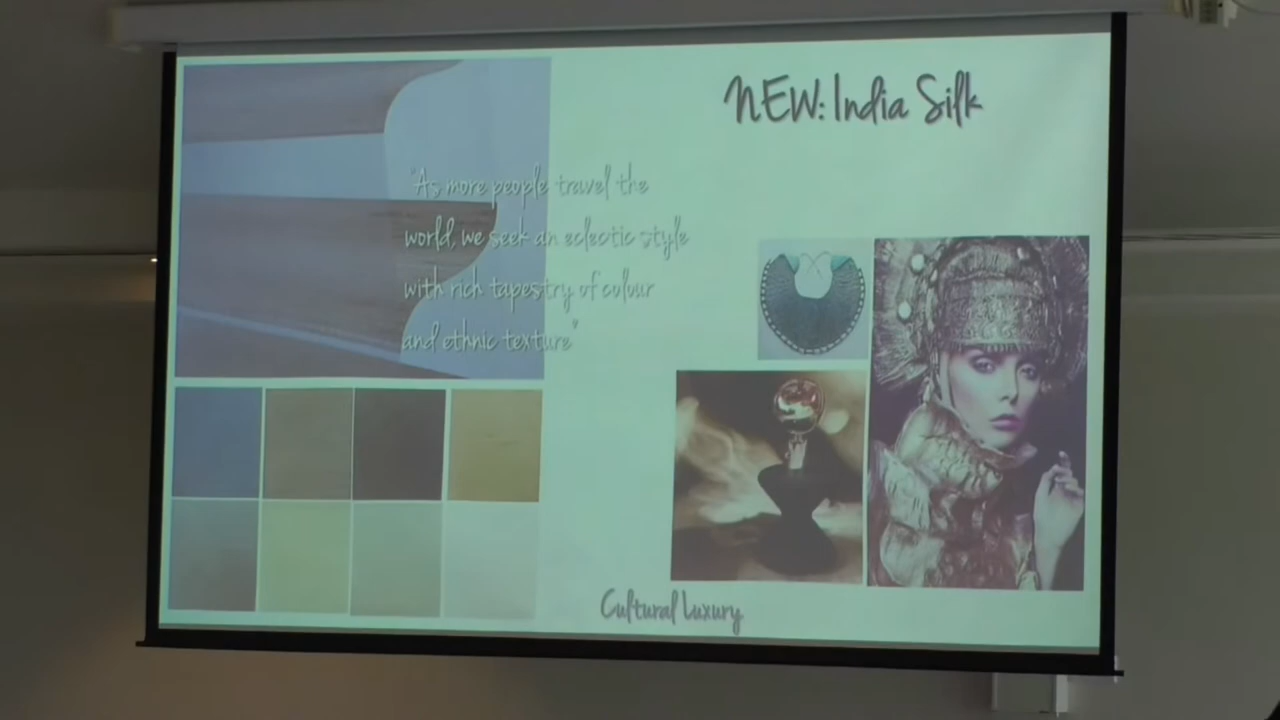 NEW: India Silk
"As more people travel the
world, we seek an eclectic style
with rich tapestry of colour
and ethnic texture"
Cultural Luxury